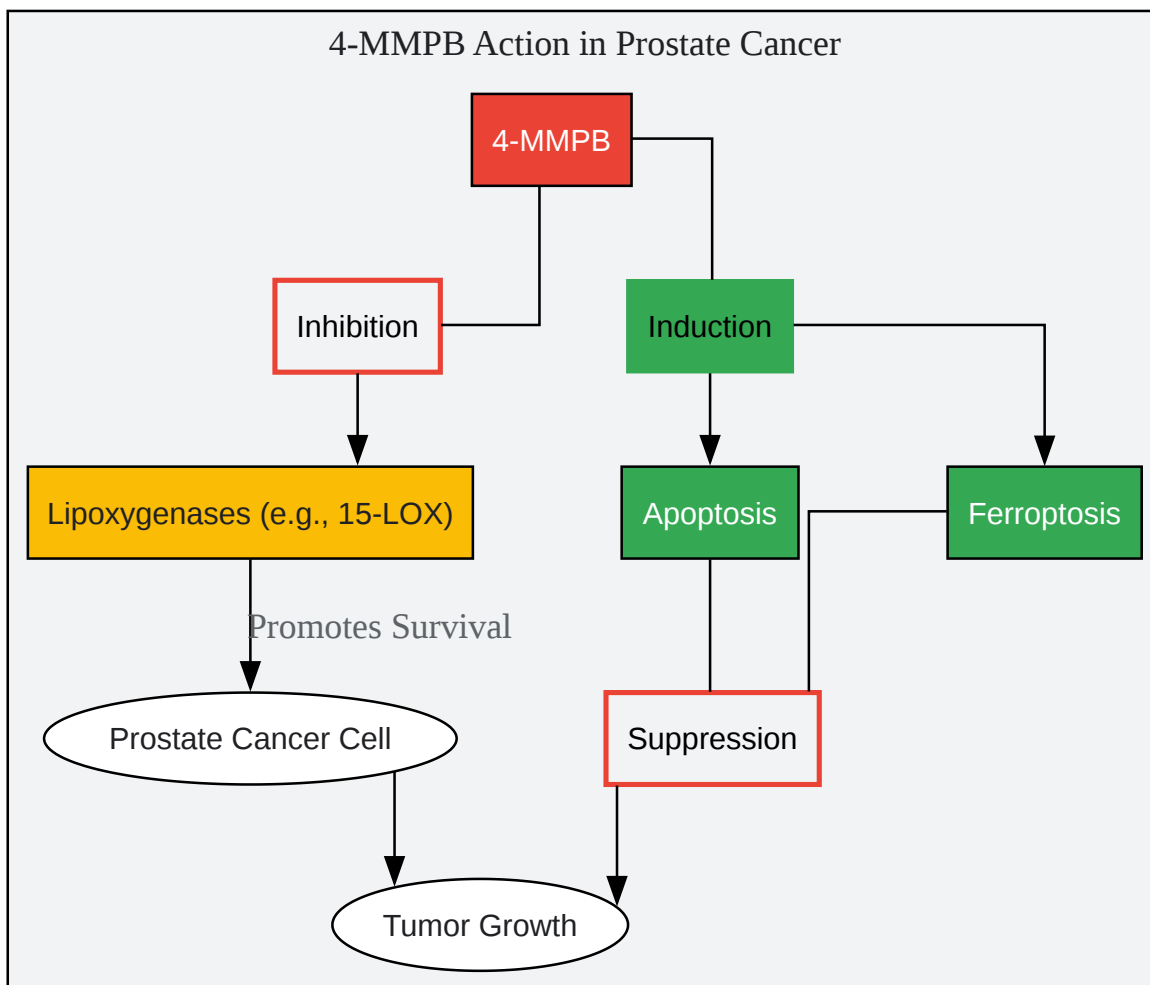 4-MMPB Action in Prostate Cancer
4-MMPB
Inhibition
Induction
Lipoxygenases (e.g., 15-LOX)
Apoptosis
Ferroptosis
Promotes Survival
Prostate Cancer Cell
Suppression
Tumor Growth